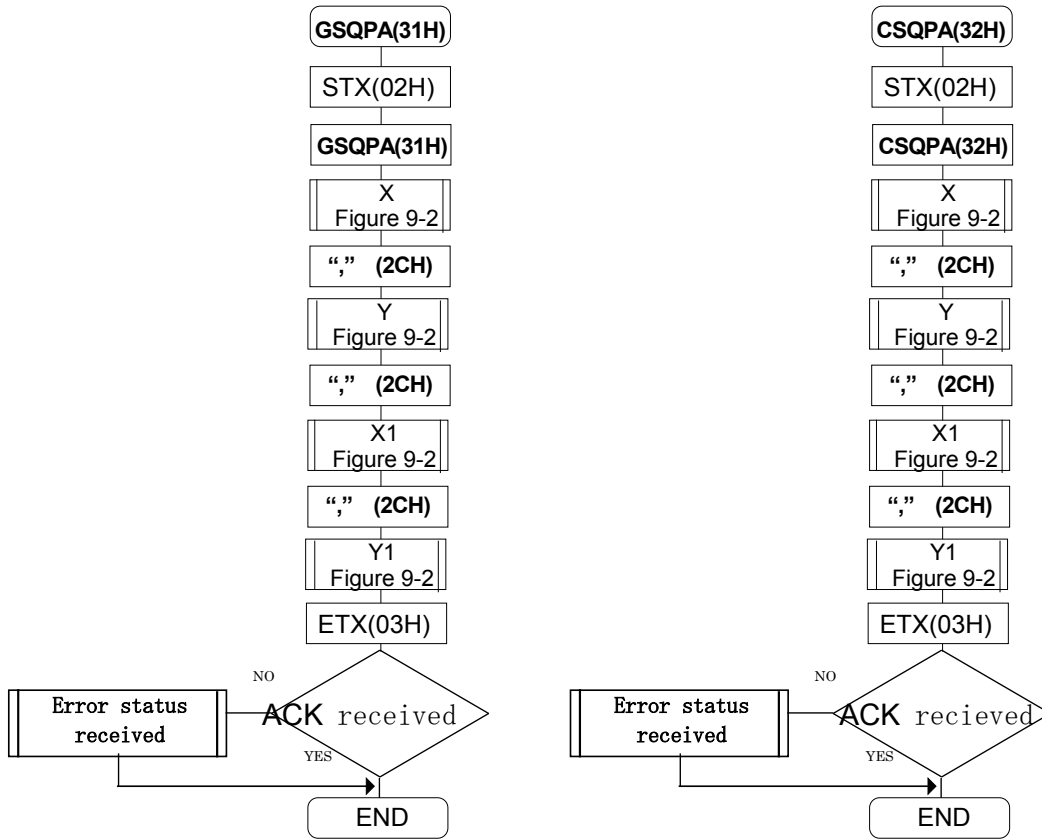 GSQPA(31H)
STX(02H)
GSQPA(31H)
X
Figure 9-2
“,” (2CH)
Y
Figure 9-2
“,” (2CH)
X1
Figure 9-2
“,” (2CH)
Y1
Figure 9-2
ETX(03H)
NO
ACK received
Error status
received
YES
END
CSQPA(32H)
STX(02H)
CSQPA(32H)
X
Figure 9-2
“,” (2CH)
Y
Figure 9-2
“,” (2CH)
X1
Figure 9-2
“,” (2CH)
Y1
Figure 9-2
ETX(03H)
NO
ACK recieved
Error status
received
YES
END